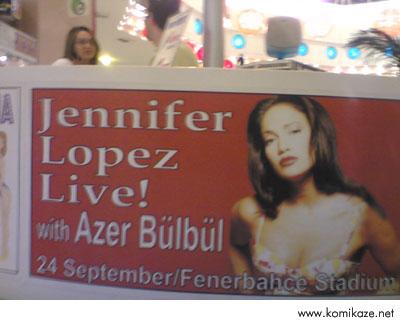 Jennifer
Lopez
Live!
with Azer Bülbül
24 September/Fenerbahce Stadium
www.komikaze.net